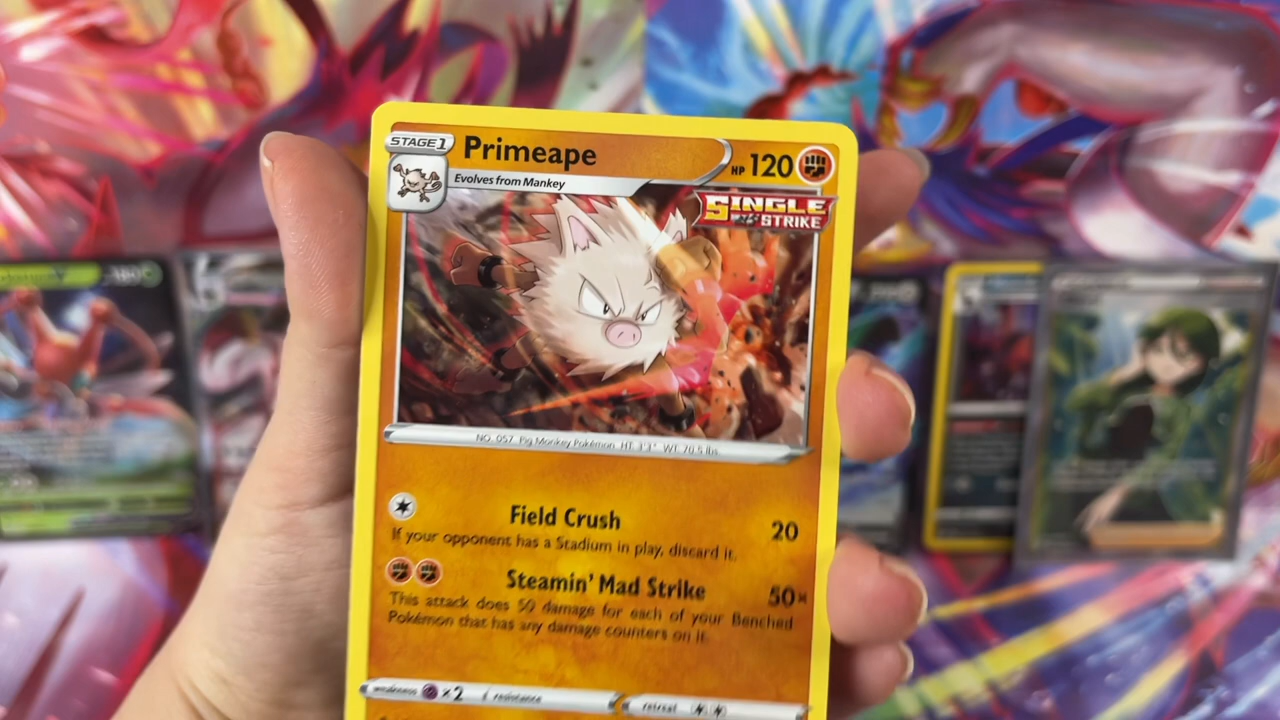 STAGE 1
Primeape
HP 120
Evolves from Mankey
SINGLE
STRIKE
NO. 057 Pig Monkey Pokémon HT: 3'3" WT: 70.5 lbs
Field Crush 20
If your opponent has a Stadium in play, discard it.
Steamin' Mad Strike 50×
This attack does 50 damage for each of your Benched
Pokémon that has any damage counters on it.
weakness ×2 resistance retreat